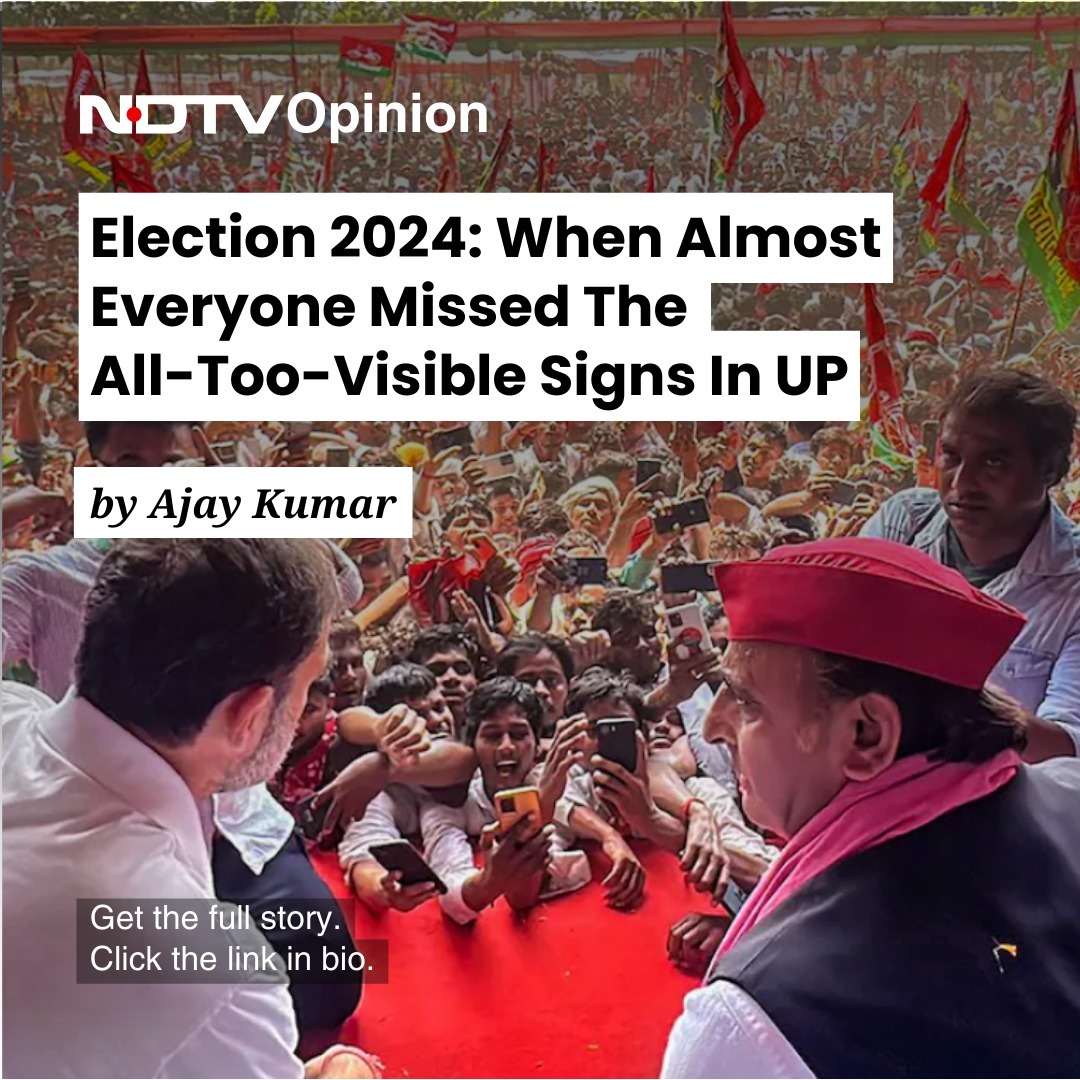 NDTV Opinion
Election 2024: When Almost
Everyone Missed The
All-Too-Visible Signs In UP
by Ajay Kumar
Get the full story.
Click the link in bio.